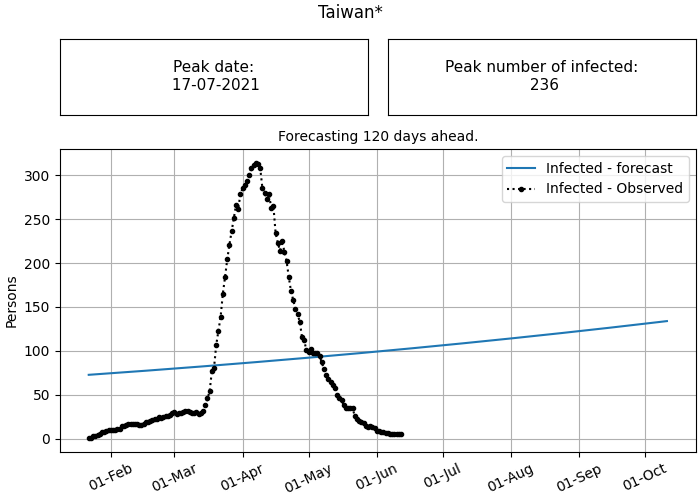 Taiwan*
Peak date:
17-07-2021
Peak number of infected:
236
Forecasting 120 days ahead.
Infected - forecast
Infected - Observed
Persons
300
250
200
150
100
50
0
01-Feb
01-Mar
01-Apr
01-May
01-Jun
01-Jul
01-Aug
01-Sep
01-Oct